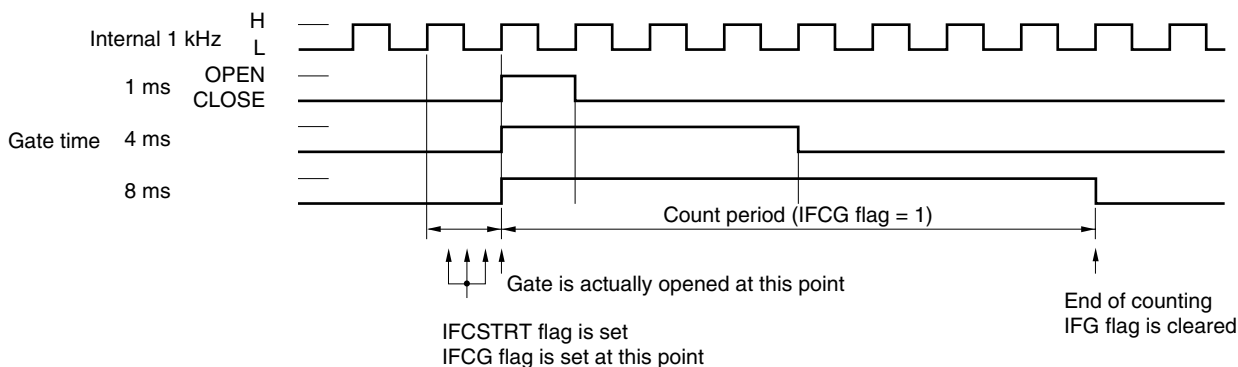 Internal 1 kHz
H
L
OPEN
1 ms
CLOSE
Gate time
4 ms
8 ms
Count period (IFCG flag = 1)
Gate is actually opened at this point
End of counting
IFG flag is cleared
IFCSTRT flag is set
IFCG flag is set at this point